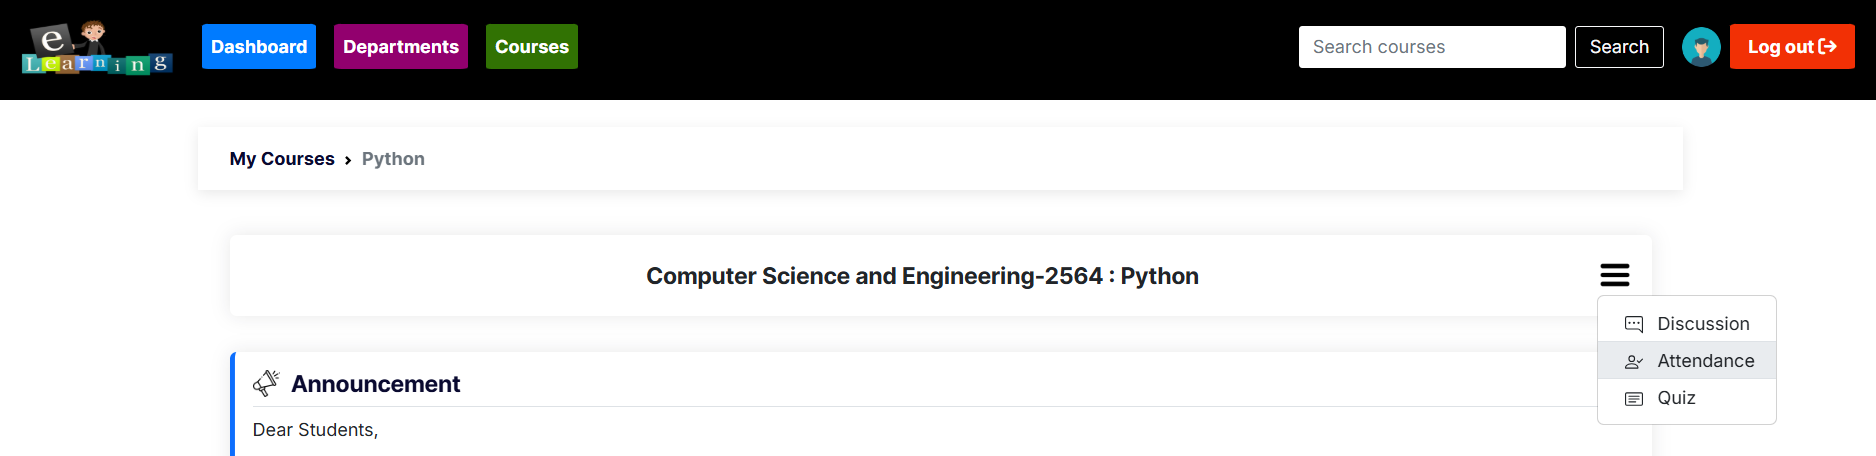 e
Learning
Dashboard
Departments
Courses
Search courses
Search
Log out
My Courses › Python
Computer Science and Engineering-2564 : Python
Discussion
Attendance
Quiz
Announcement
Dear Students,